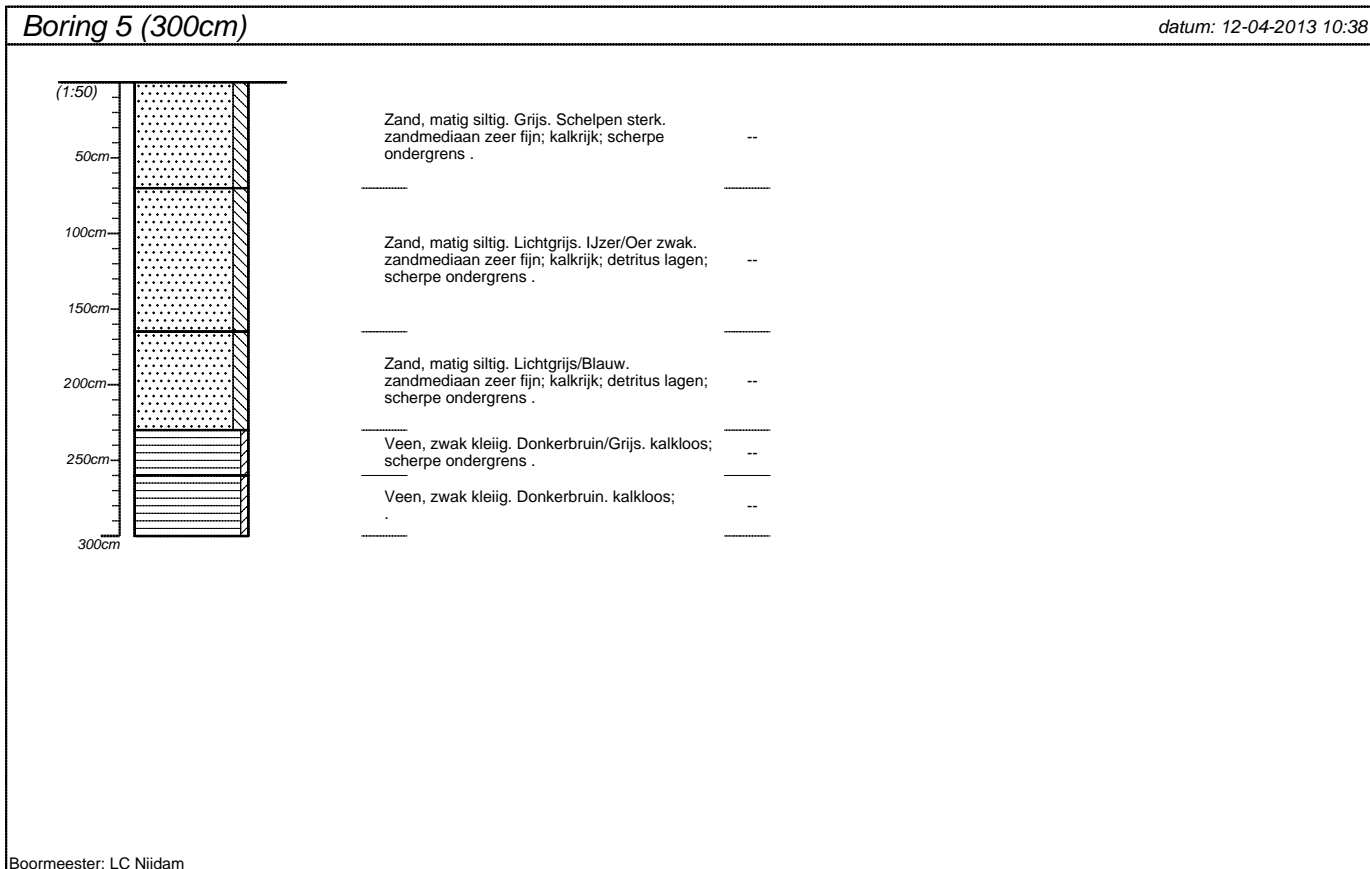 Boring 5 (300cm)
datum: 12-04-2013 10:38
(1:50)
Zand, matig siltig. Grijs. Schelpen sterk.
zandmediaan zeer fijn; kalkrijk; scherpe
ondergrens .
--
50cm
100cm
Zand, matig siltig. Lichtgrijs. IJzer/Oer zwak.
zandmediaan zeer fijn; kalkrijk; detritus lagen;
scherpe ondergrens .
--
150cm
Zand, matig siltig. Lichtgrijs/Blauw.
zandmediaan zeer fijn; kalkrijk; detritus lagen;
scherpe ondergrens .
--
200cm
Veen, zwak kleiig. Donkerbruin/Grijs. kalkloos;
scherpe ondergrens .
--
250cm
Veen, zwak kleiig. Donkerbruin. kalkloos;
.
--
300cm
Boormeester: LC Nijdam